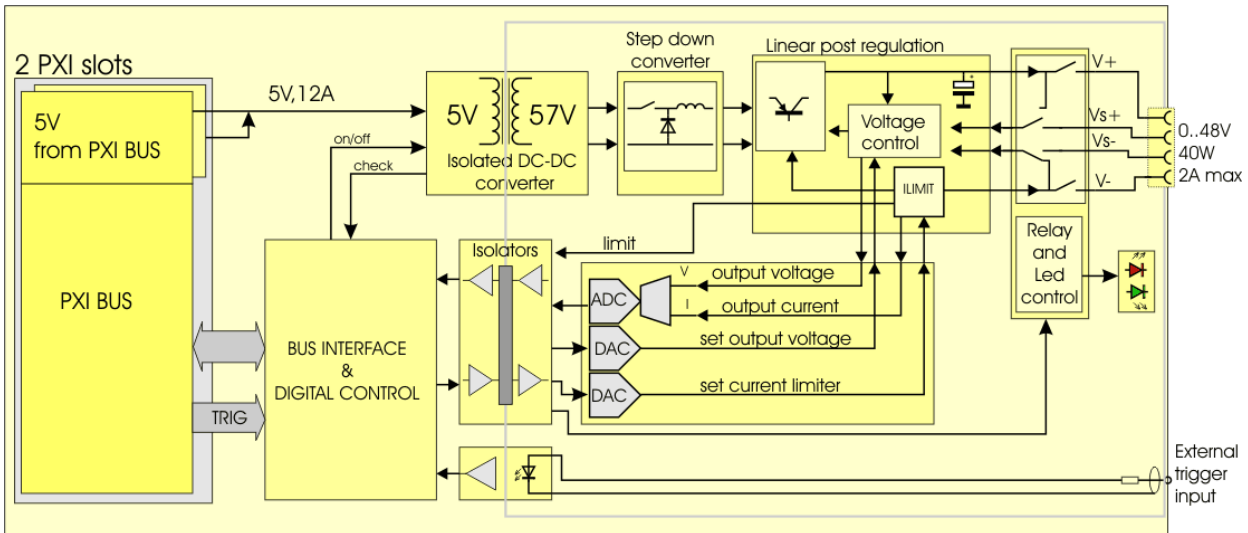 2 PXI slots
5V
from PXI BUS
PXI BUS
5V,12A
on/off
check
5V
57V
Isolated DC-DC
converter
Step down
converter
Linear post regulation
Voltage
control
ILIMIT
V+
Vs+
Vs-
V-
0..48V
40W
2A max
Relay
and
Led
control
limit
Isolators
BUS INTERFACE
&
DIGITAL CONTROL
TRIG
ADC
V
output voltage
I
output current
DAC
set output voltage
DAC
set current limiter
External
trigger
input